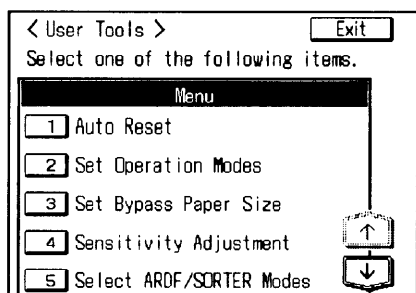 < User Tools > Exit
Select one of the following items.
Menu
1 Auto Reset
2 Set Operation Modes
3 Set Bypass Paper Size
4 Sensitivity Adjustment
5 Select ARDF/SORTER Modes